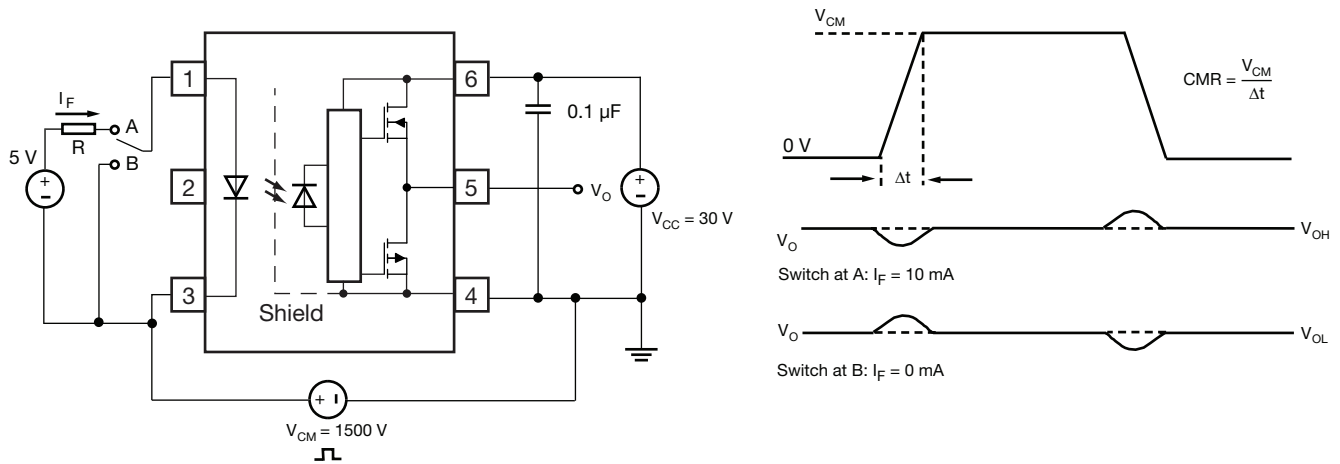 I_F
R
A
B
5 V
+
-
1
2
3
Shield
6
5
4
0.1 µF
V_O
+
-
V_CC = 30 V
+ -
V_CM = 1500 V
V_CM
0 V
Δt
CMR = V_CM / Δt
V_O
V_OH
Switch at A: I_F = 10 mA
V_O
V_OL
Switch at B: I_F = 0 mA